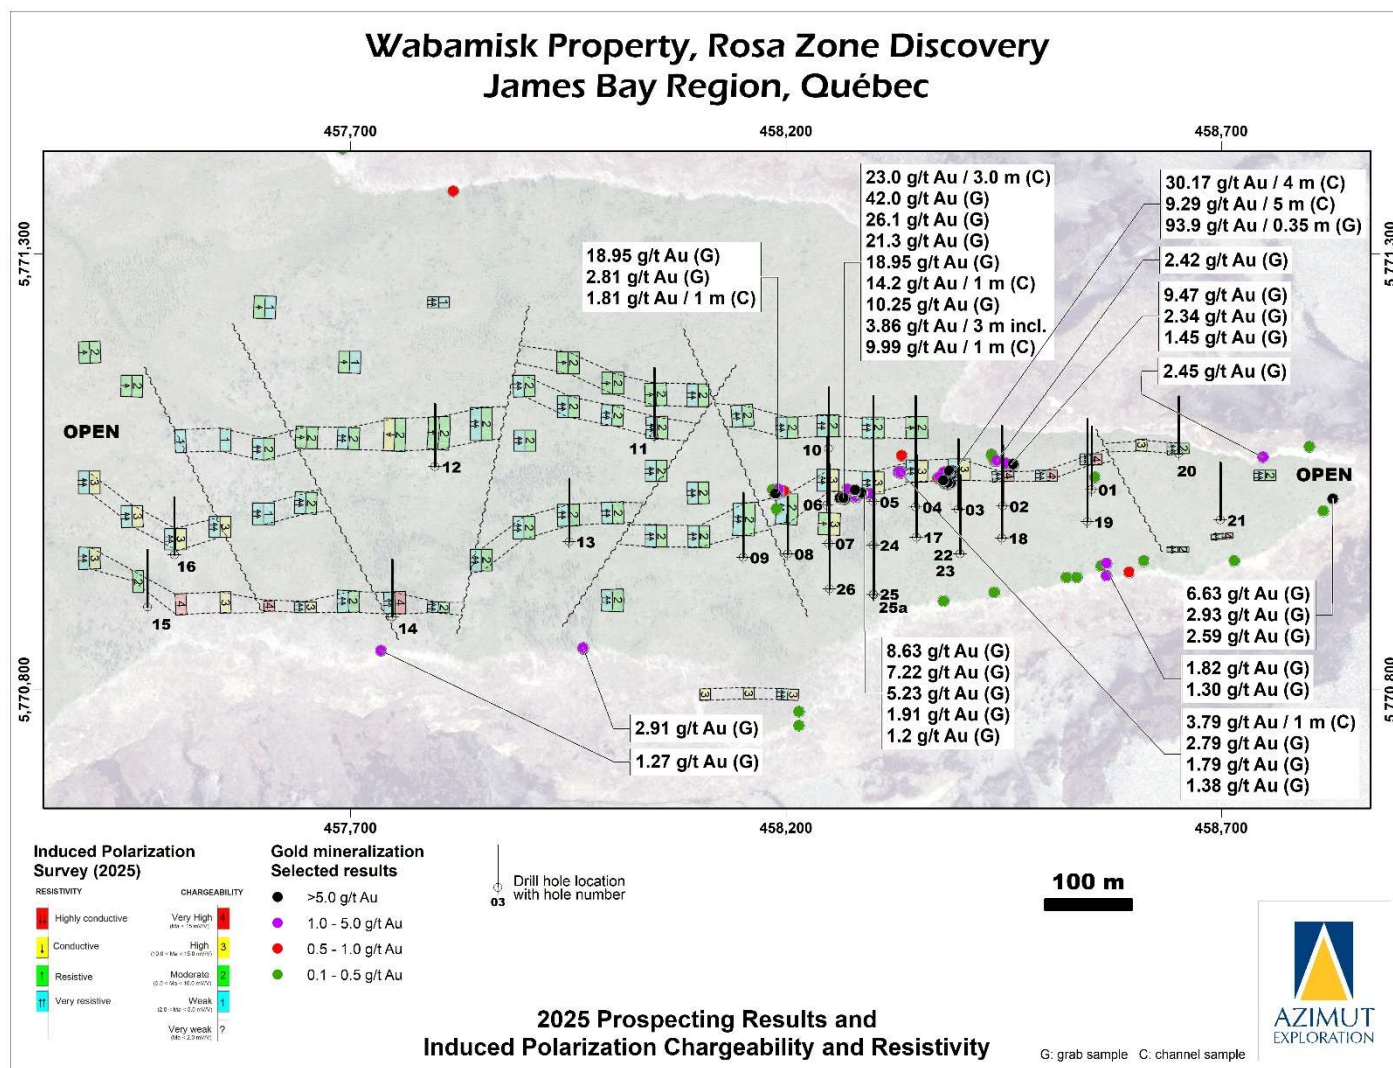 Wabamisk Property, Rosa Zone Discovery
James Bay Region, Québec
457,700
458,200
458,700
5,771,300
5,771,300
5,770,800
5,770,800
23.0 g/t Au / 3.0 m (C)
42.0 g/t Au (G)
26.1 g/t Au (G)
21.3 g/t Au (G)
18.95 g/t Au (G)
14.2 g/t Au / 1 m (C)
10.25 g/t Au (G)
3.86 g/t Au / 3 m incl.
9.99 g/t Au / 1 m (C)
30.17 g/t Au / 4 m (C)
9.29 g/t Au / 5 m (C)
93.9 g/t Au / 0.35 m (G)
18.95 g/t Au (G)
2.81 g/t Au (G)
1.81 g/t Au / 1 m (C)
2.42 g/t Au (G)
9.47 g/t Au (G)
2.34 g/t Au (G)
1.45 g/t Au (G)
2.45 g/t Au (G)
OPEN
OPEN
11
12
10
20
01
16
13
09
08
06
07
05
04
03
02
19
21
24
17
22
23
18
15
14
26
25
25a
6.63 g/t Au (G)
2.93 g/t Au (G)
2.59 g/t Au (G)
8.63 g/t Au (G)
7.22 g/t Au (G)
5.23 g/t Au (G)
1.91 g/t Au (G)
1.2 g/t Au (G)
1.82 g/t Au (G)
1.30 g/t Au (G)
2.91 g/t Au (G)
1.27 g/t Au (G)
3.79 g/t Au / 1 m (C)
2.79 g/t Au (G)
1.79 g/t Au (G)
1.38 g/t Au (G)
457,700
458,200
458,700
Induced Polarization
Survey (2025)
RESISTIVITY
CHARGEABILITY
Highly conductive
Very High
4
Conductive
High
3
Resistive
Moderate
2
Very resistive
Weak
1
Very weak
?
Gold mineralization
Selected results
>5.0 g/t Au
1.0 - 5.0 g/t Au
0.5 - 1.0 g/t Au
0.1 - 0.5 g/t Au
03
Drill hole location
with hole number
100 m
2025 Prospecting Results and
Induced Polarization Chargeability and Resistivity
G: grab sample C: channel sample
AZIMUT
EXPLORATION